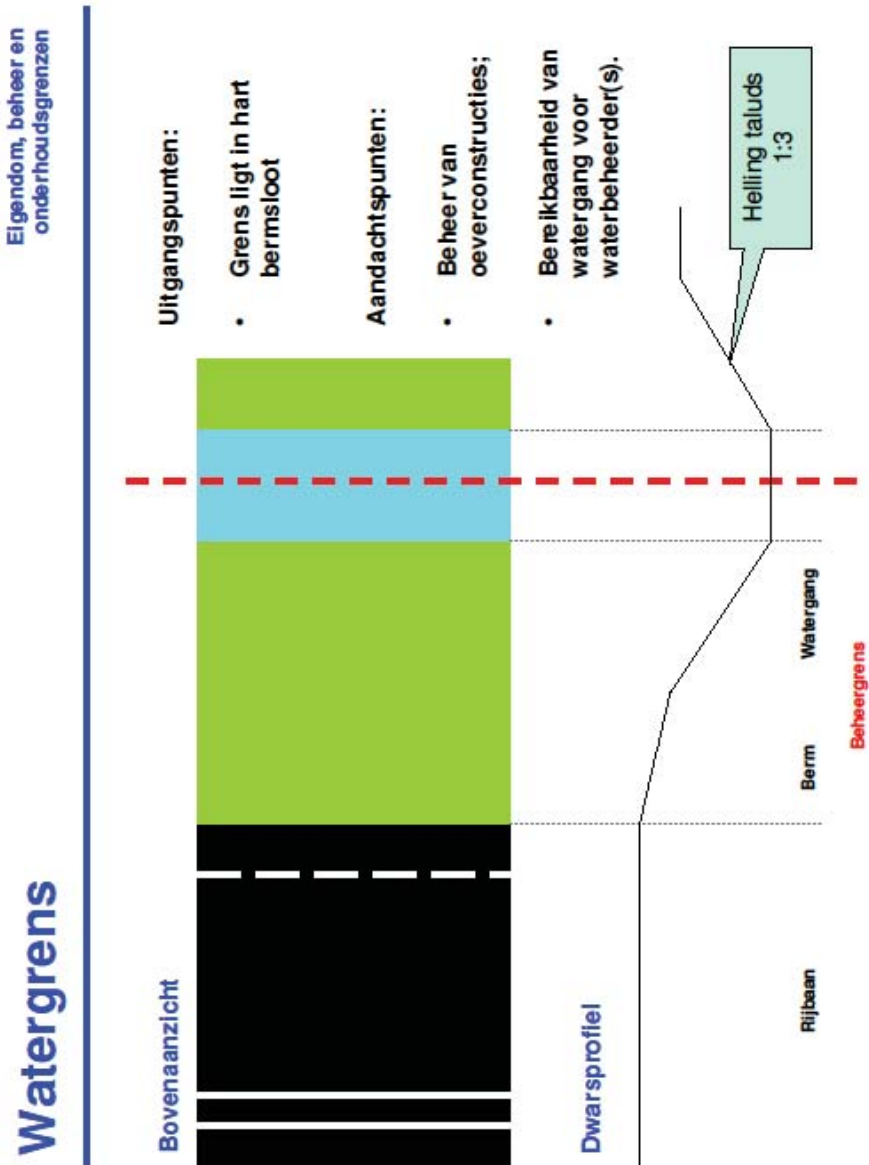 Watergrens
Eigendom, beheer en
onderhoudsgrenzen
Bovenaanzicht
Uitgangspunten:
• Grens ligt in hart
bermsloot
Aandachtspunten:
• Beheer van
oeverconstructies;
• Bereikbaarheid van
watergang voor
waterbeheerder(s).
Dwarsprofiel
Helling taluds
1:3
Rijbaan
Berm
Watergang
Beheergrens